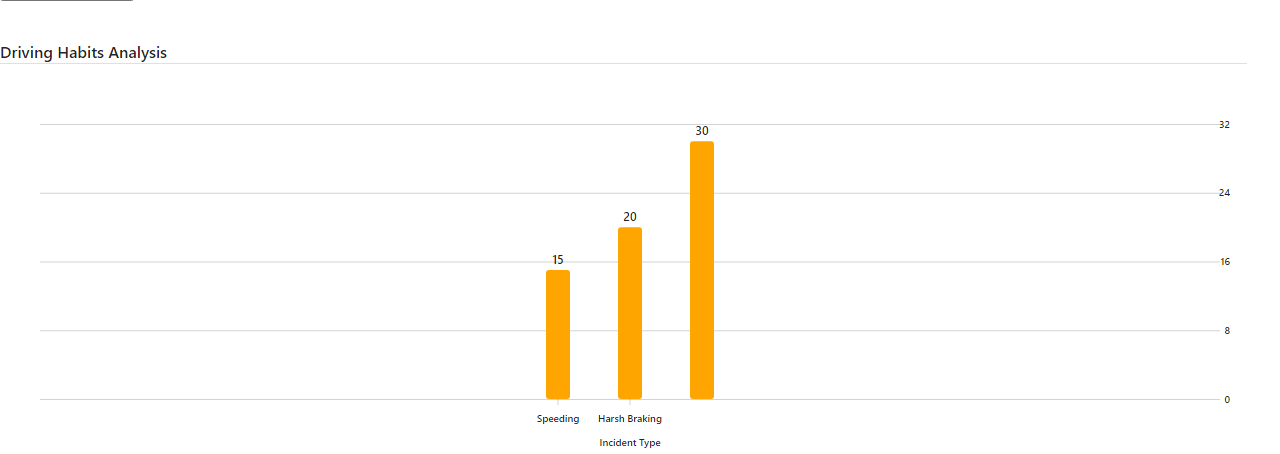 Driving Habits Analysis
32
30
24
20
16
15
8
0
Speeding Harsh Braking
Incident Type